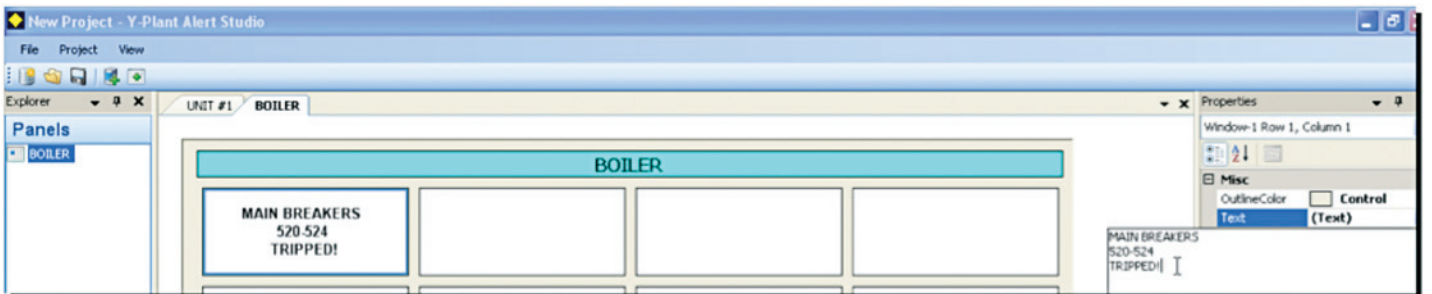 New Project - Y-Plant Alert Studio
File Project View
Explorer
UNIT #1 BOILER
Properties
Panels
Window-1 Row 1, Column 1
BOILER
BOILER
Misc
OutlineColor Control
Text (Text)
MAIN BREAKERS
520-524
TRIPPED!
MAIN BREAKERS
520-524
TRIPPED!